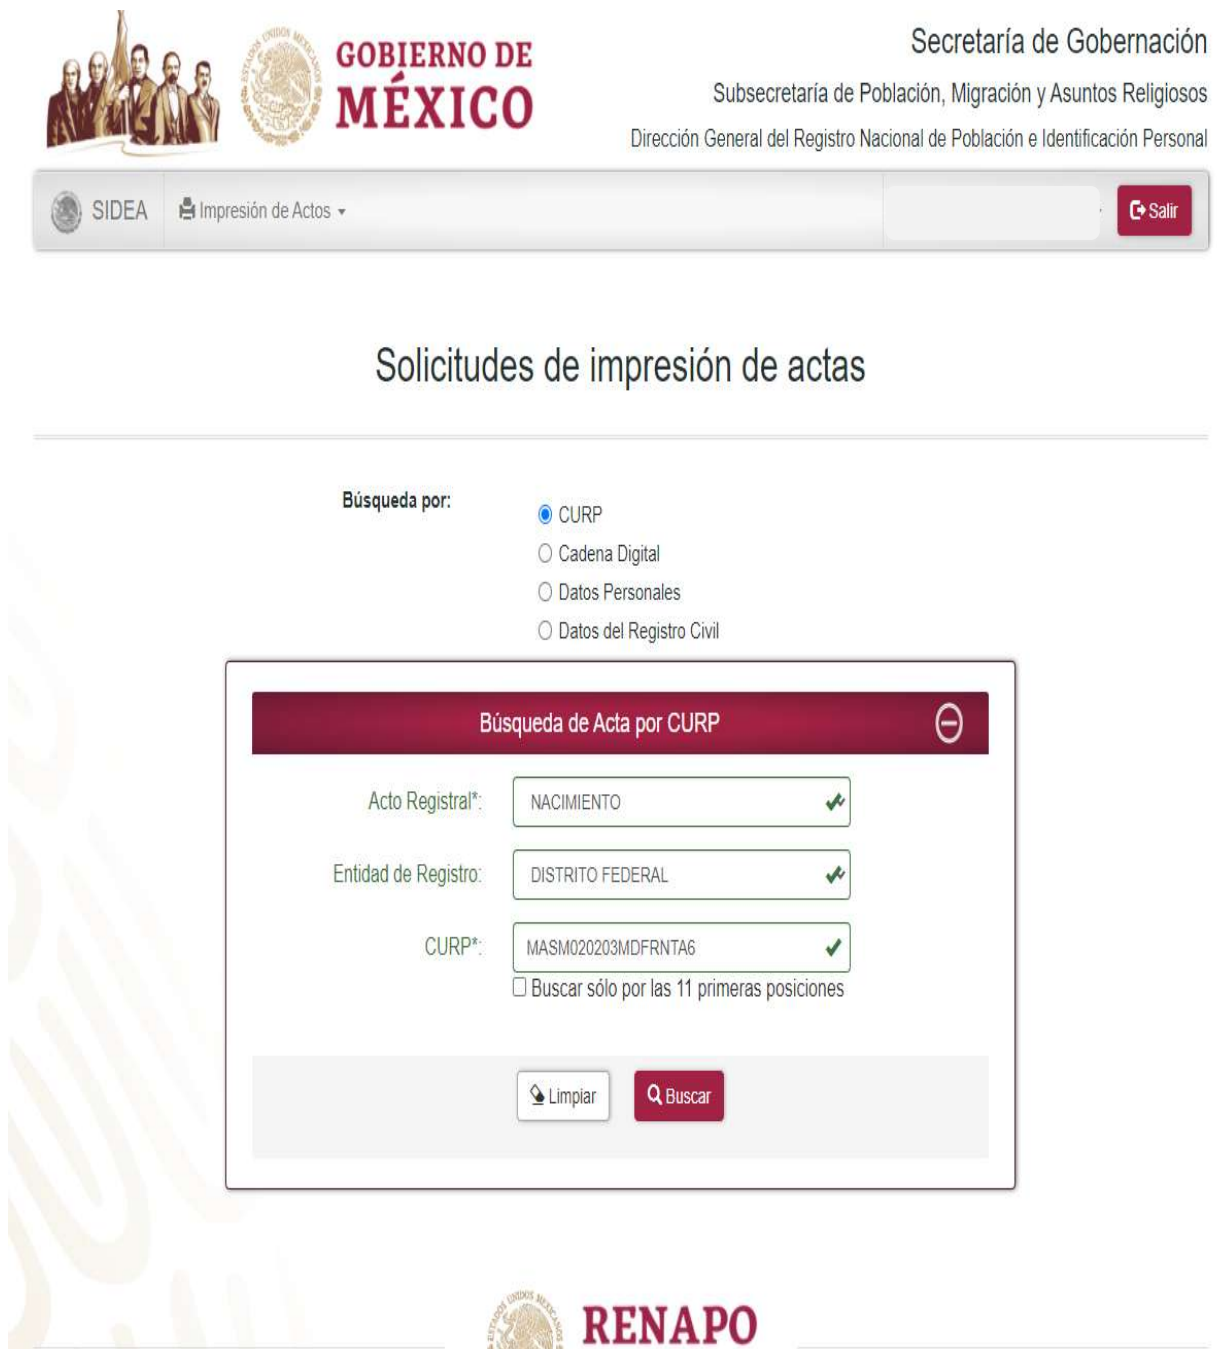 GOBIERNO DE
MÉXICO
Secretaría de Gobernación
Subsecretaría de Población, Migración y Asuntos Religiosos
Dirección General del Registro Nacional de Población e Identificación Personal
SIDEA Impresión de Actos
Salir
Solicitudes de impresión de actas
Búsqueda por:
CURP
Cadena Digital
Datos Personales
Datos del Registro Civil
Búsqueda de Acta por CURP
Acto Registral*: NACIMIENTO
Entidad de Registro: DISTRITO FEDERAL
CURP*: MASM020203MDFRNTA6
Buscar sólo por las 11 primeras posiciones
Limpiar Buscar
RENAPO